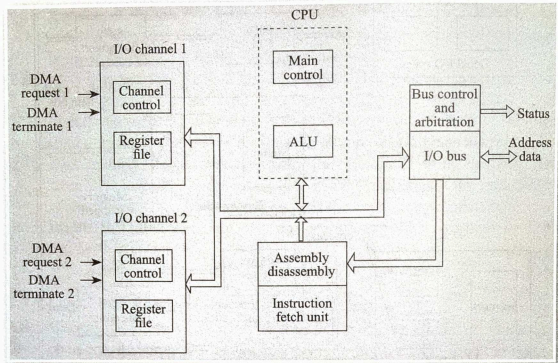 CPU
I/O channel 1
Main
control
DMA
request 1
DMA
terminate 1
Channel
control
Register
file
ALU
Bus control
and
arbitration
I/O bus
Status
Address
data
I/O channel 2
DMA
request 2
DMA
terminate 2
Channel
control
Register
file
Assembly
disassembly
Instruction
fetch unit